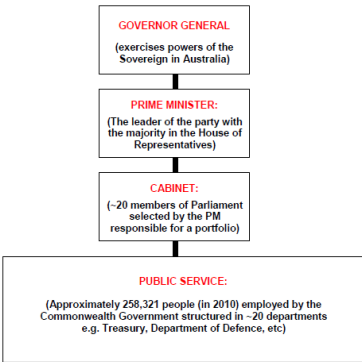 GOVERNOR GENERAL
(exercises powers of the
Sovereign in Australia)
PRIME MINISTER:
(The leader of the party with
the majority in the House of
Representatives)
CABINET:
(~20 members of Parliament
selected by the PM
responsible for a portfolio)
PUBLIC SERVICE:
(Approximately 258,321 people (in 2010) employed by the
Commonwealth Government structured in ~20 departments
e.g. Treasury, Department of Defence, etc)